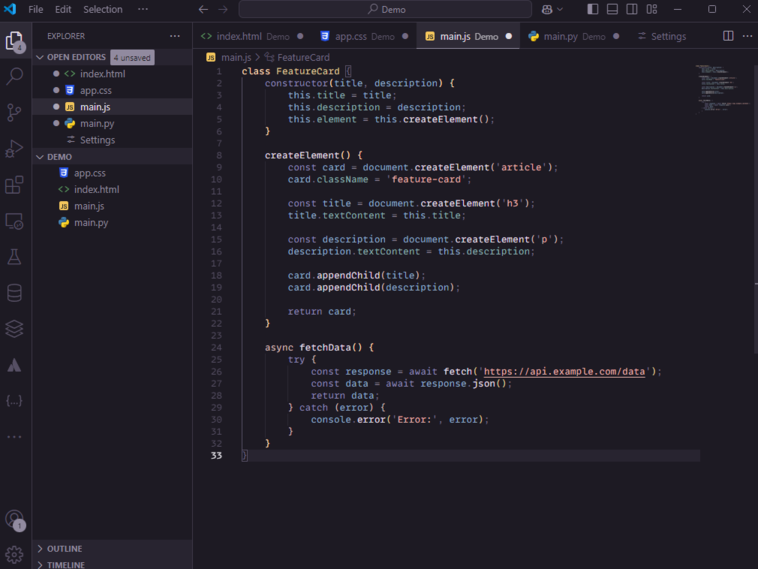 File Edit Selection ···
Demo
EXPLORER ···
OPEN EDITORS 4 unsaved
index.html
app.css
main.js
main.py
Settings
DEMO
app.css
index.html
main.js
main.py
OUTLINE
TIMELINE
4
1
index.html Demo
app.css Demo
main.js Demo
main.py Demo
Settings
···
main.js > FeatureCard
1 class FeatureCard {
2 constructor(title, description) {
3 this.title = title;
4 this.description = description;
5 this.element = this.createElement();
6 }
7
8 createElement() {
9 const card = document.createElement('article');
10 card.className = 'feature-card';
11
12 const title = document.createElement('h3');
13 title.textContent = this.title;
14
15 const description = document.createElement('p');
16 description.textContent = this.description;
17
18 card.appendChild(title);
19 card.appendChild(description);
20
21 return card;
22 }
23
24 async fetchData() {
25 try {
26 const response = await fetch('https://api.example.com/data');
27 const data = await response.json();
28 return data;
29 } catch (error) {
30 console.error('Error:', error);
31 }
32 }
33 }